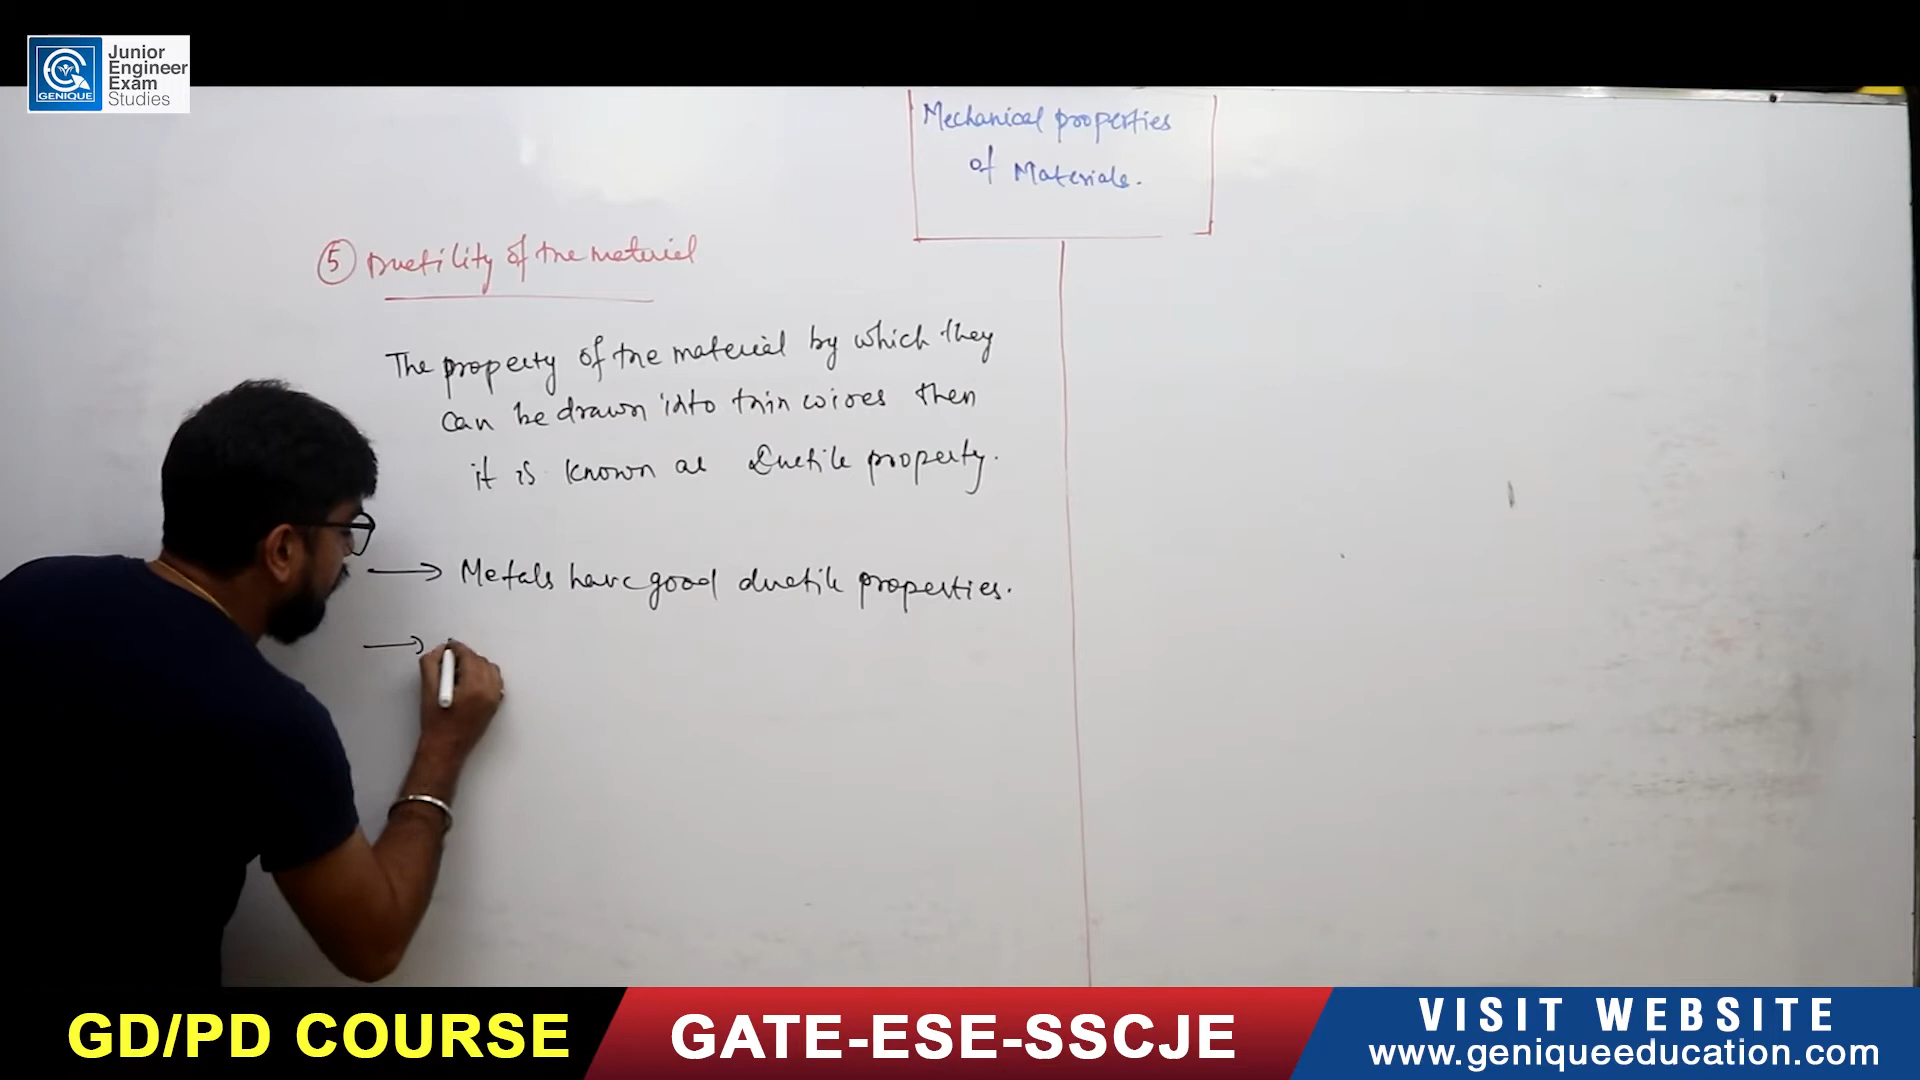 Junior
Engineer
Exam
Studies
GENIQUE
Mechanical properties
of Materials.
5 Ductility of the material
The property of the material by which they
can be drawn into thin wires then
it is known as Ductile property.
→ Metals have good ductile properties.
→
GD/PD COURSE
GATE-ESE-SSCJE
VISIT WEBSITE
www.geniqueeducation.com